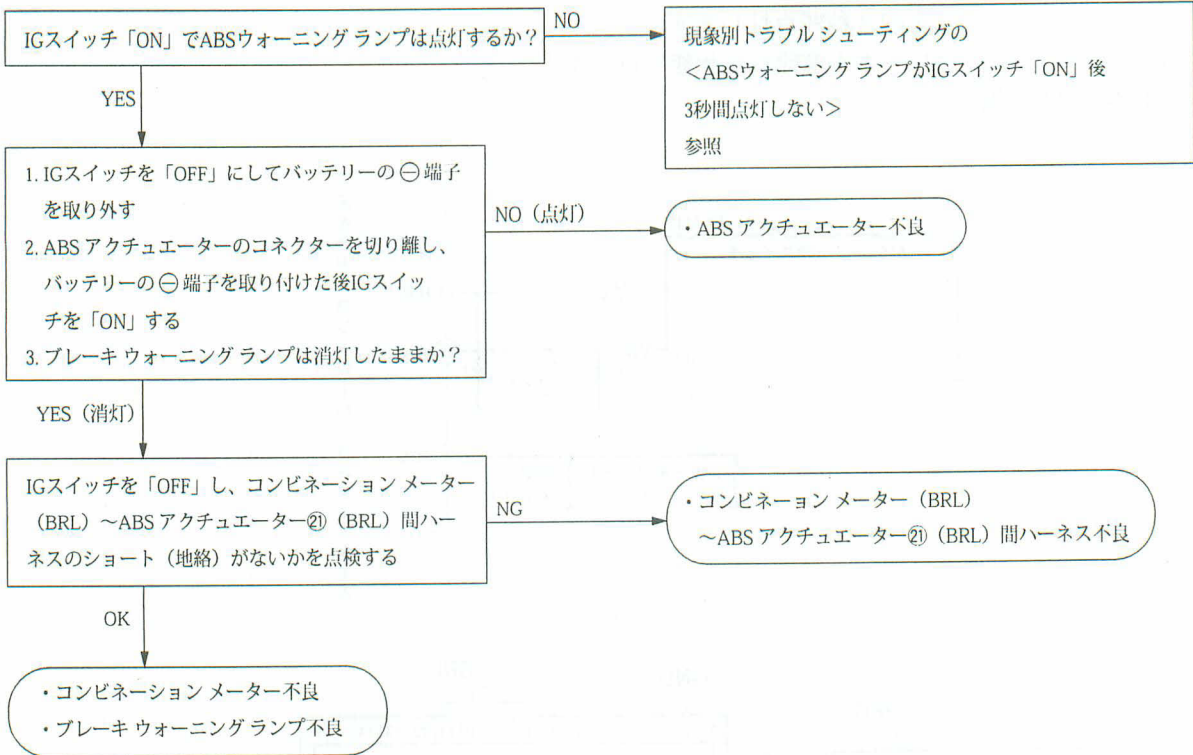 IGスイッチ「ON」でABSウォーニング ランプは点灯するか？
NO
現象別トラブル シューティングの
＜ABSウォーニング ランプがIGスイッチ「ON」後
3秒間点灯しない＞
参照
YES
1. IGスイッチを「OFF」にしてバッテリーの⊖端子
を取り外す
2. ABS アクチュエーターのコネクターを切り離し、
バッテリーの⊖端子を取り付けた後IGスイッ
チを「ON」する
3. ブレーキ ウォーニング ランプは消灯したままか？
NO（点灯）
・ABS アクチュエーター不良
YES（消灯）
IGスイッチを「OFF」し、コンビネーション メーター
（BRL）～ABS アクチュエーター㉑（BRL）間ハー
ネスのショート（地絡）がないかを点検する
NG
・コンビネーョン メーター（BRL）
～ABS アクチュエーター㉑（BRL）間ハーネス不良
OK
・コンビネーション メーター不良
・ブレーキ ウォーニング ランプ不良